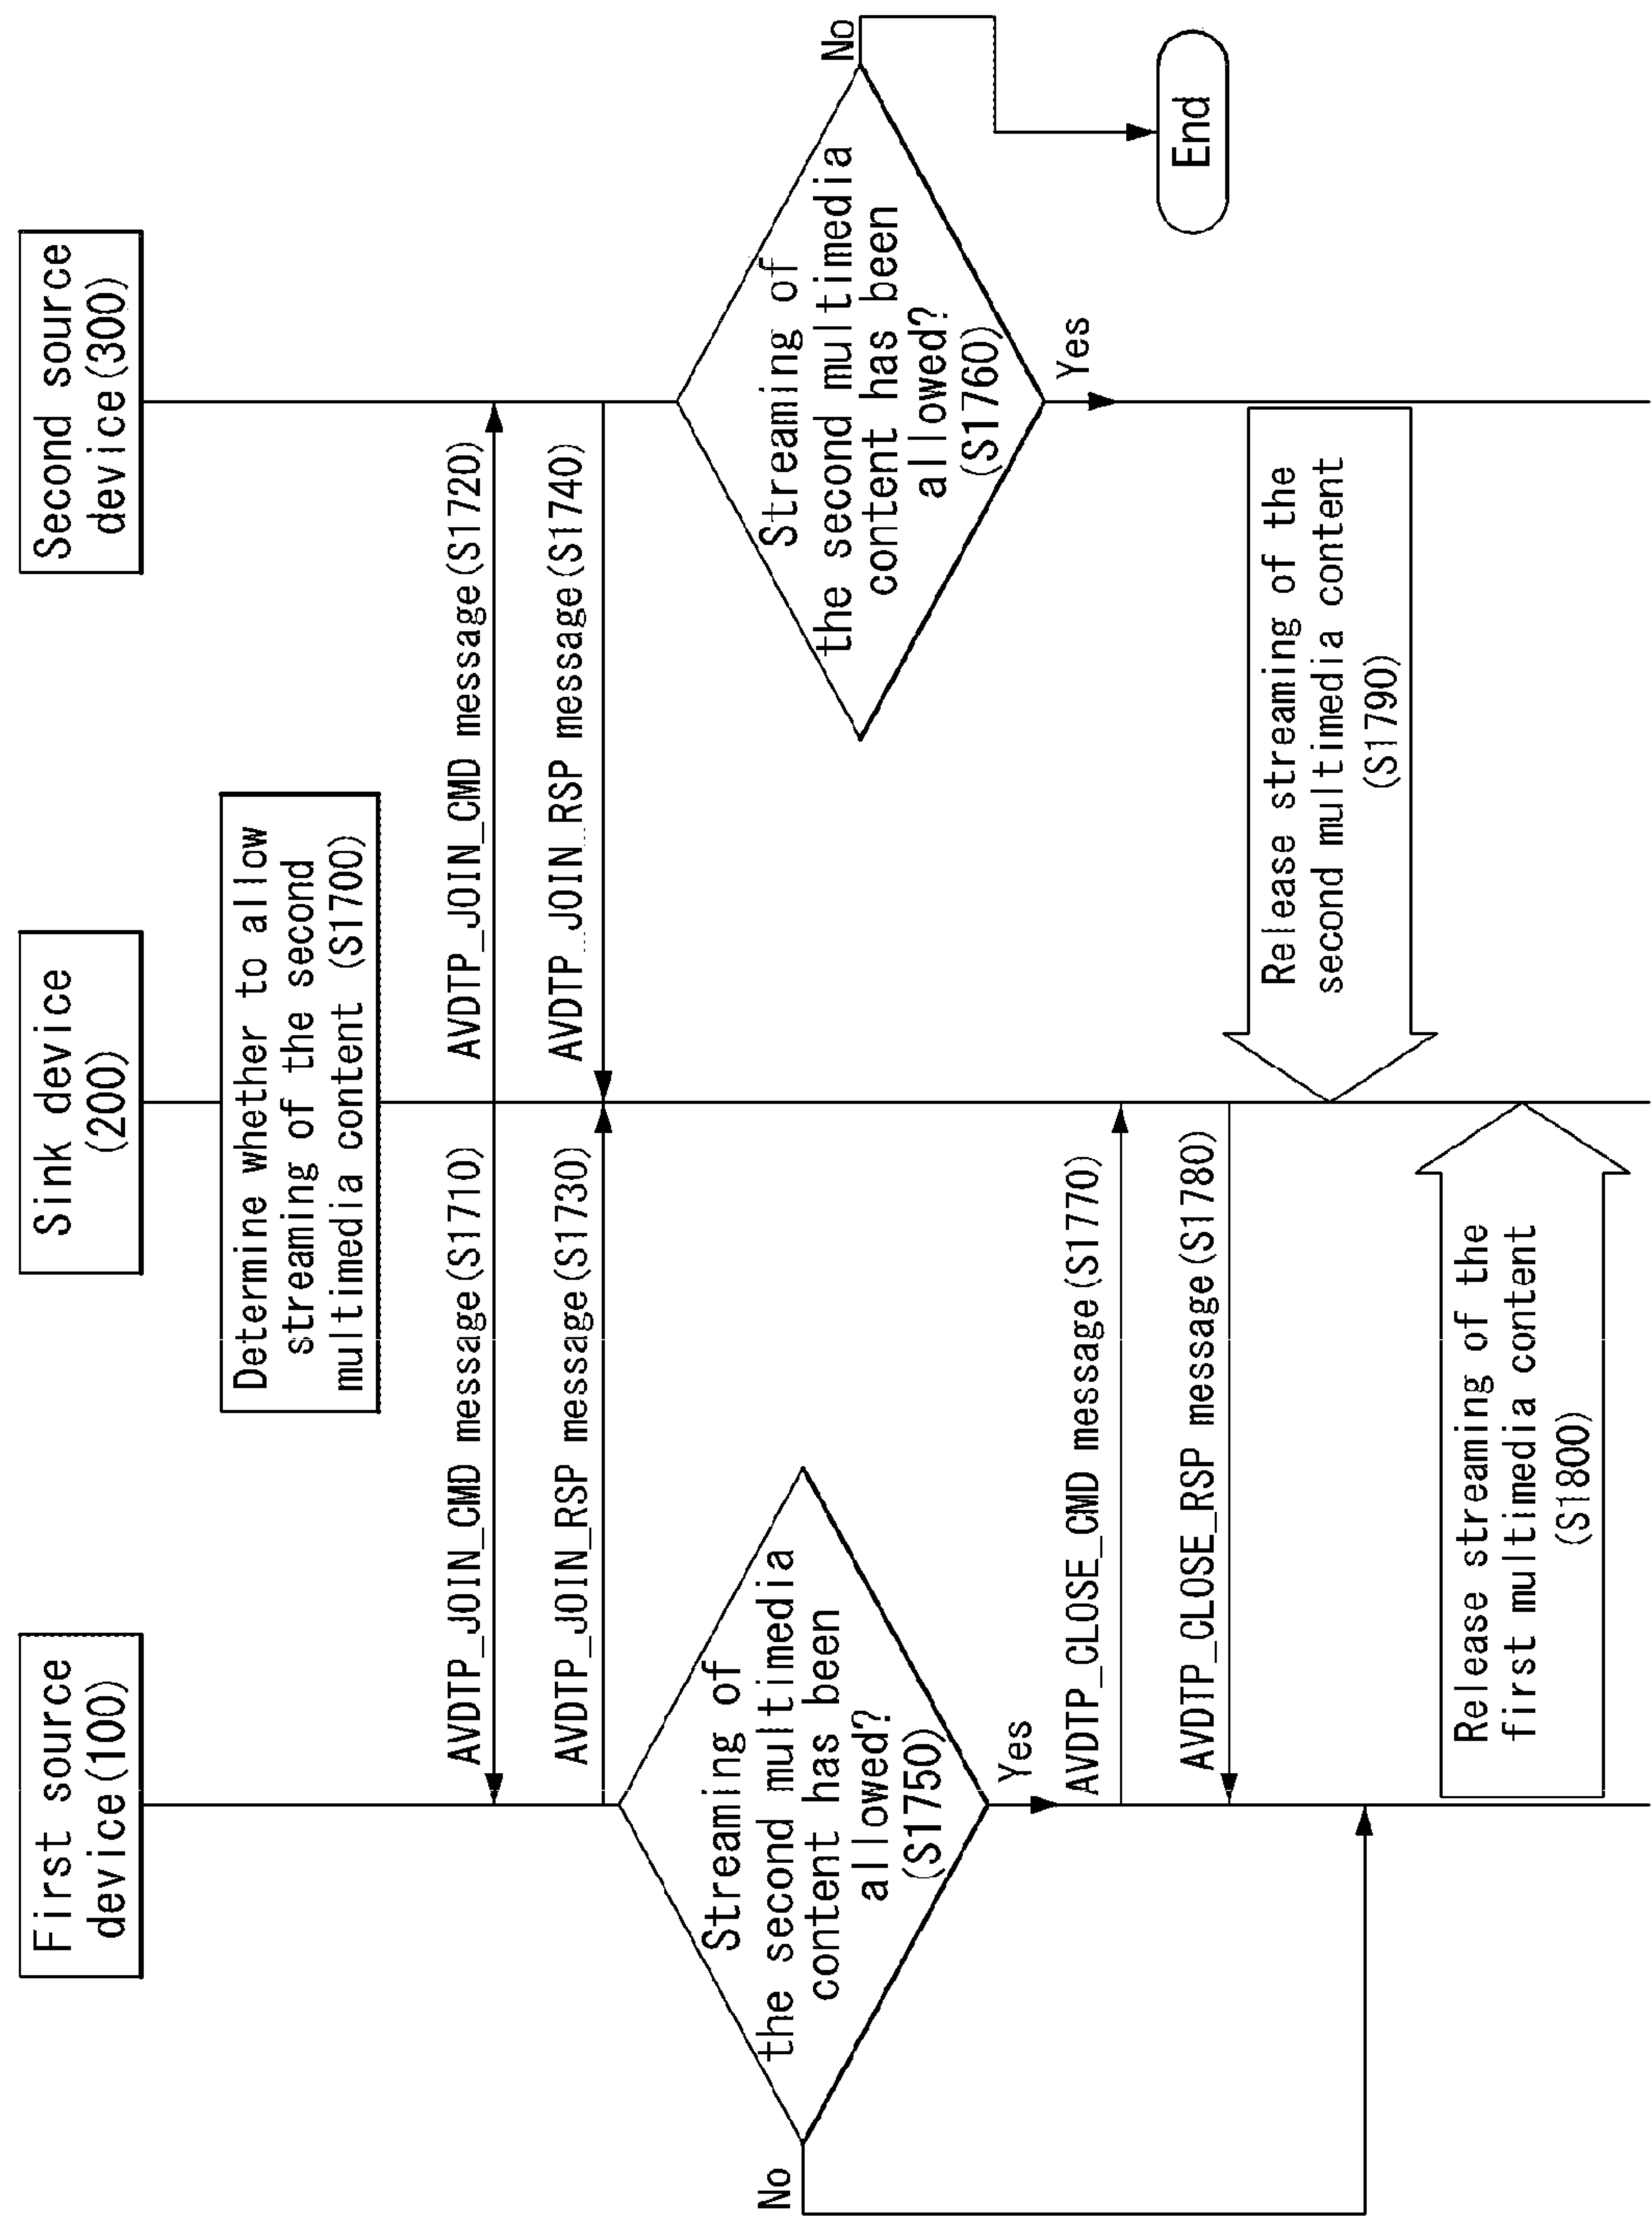 First source
device(100)
Sink device
(200)
Second source
device(300)
Determine whether to allow
streaming of the second
multimedia content (S1700)
AVDTP_JOIN_CMD message(S1710)
AVDTP_JOIN_CMD message(S1720)
AVDTP_JOIN_RSP message(S1730)
AVDTP_JOIN_RSP message(S1740)
Streaming of
the second multimedia
content has been
allowed?
(S1750)
No
Yes
Streaming of
the second multimedia
content has been
allowed?
(S1760)
No
Yes
End
AVDTP_CLOSE_CMD message(S1770)
AVDTP_CLOSE_RSP message(S1780)
Release streaming of the
second multimedia content
(S1790)
Release streaming of the
first multimedia content
(S1800)